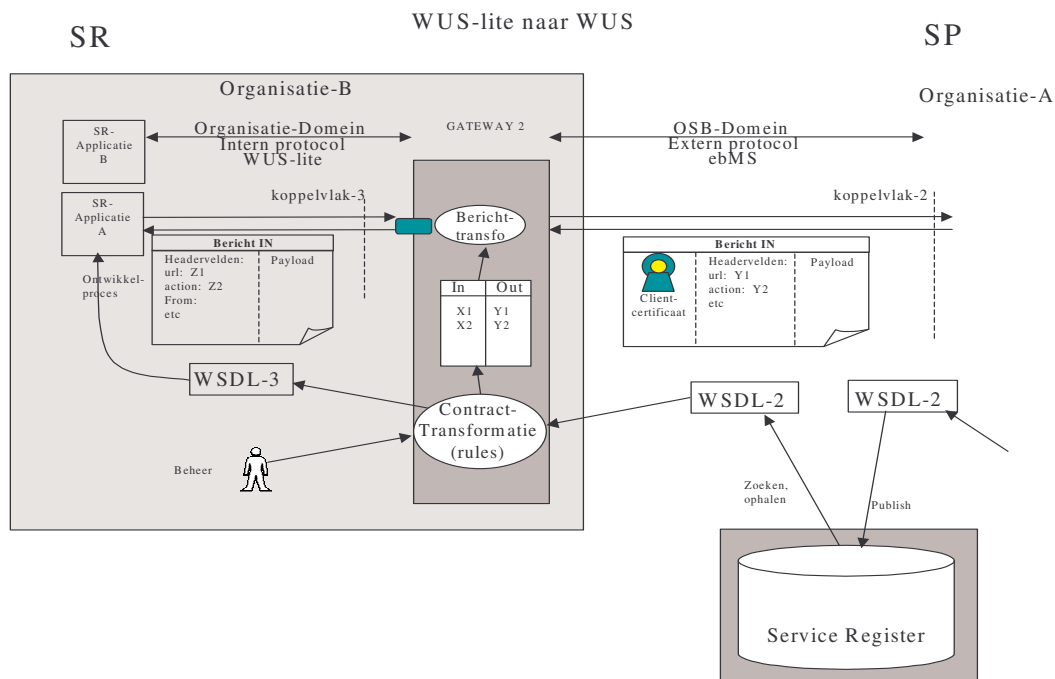 WUS-lite naar WUS
SR
SP
Organisatie-B
Organisatie-A
SR-
Applicatie
B
Organisatie-Domein
Intern protocol
WUS-lite
GATEWAY 2
OSB-Domein
Extern protocol
ebMS
SR-
Applicatie
A
koppelvlak-3
koppelvlak-2
Bericht-
transfo
Bericht IN
Headervelden:
url: Z1
action: Z2
From:
etc
Payload
Bericht IN
Client-
certificaat
Headervelden:
url: Y1
action: Y2
etc
Payload
Ontwikkel-
proces
In Out
X1 Y1
X2 Y2
WSDL-3
Contract-
Transformatie
(rules)
WSDL-2
WSDL-2
Beheer
Zoeken,
ophalen
Publish
Service Register